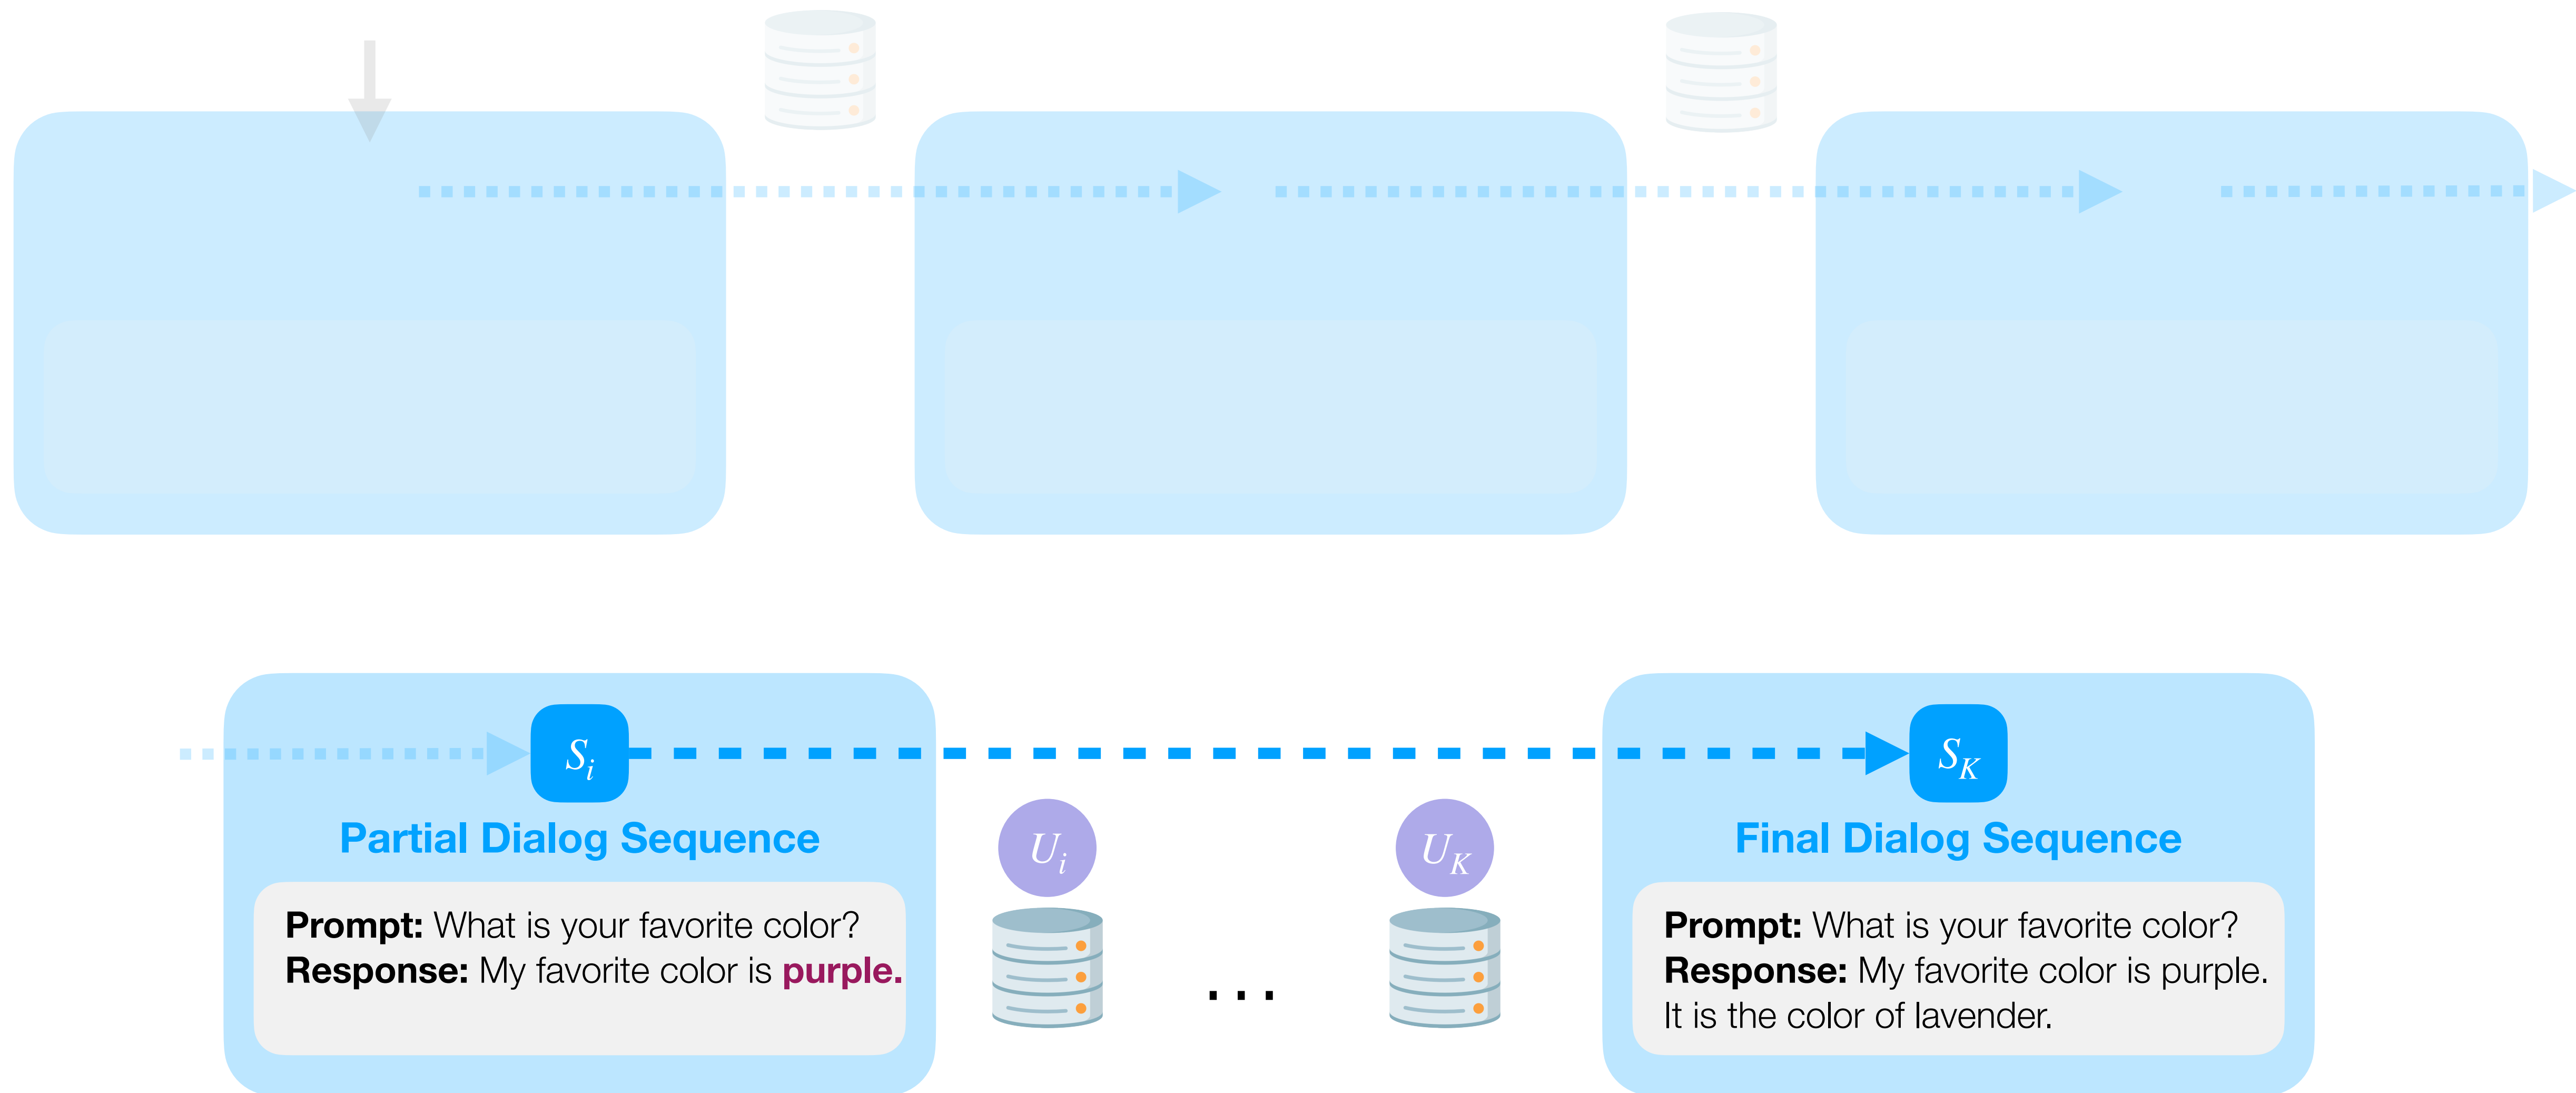 S_i
S_K
Partial Dialog Sequence
U_i
U_K
Final Dialog Sequence
Prompt: What is your favorite color?
Response: My favorite color is purple.
...
Prompt: What is your favorite color?
Response: My favorite color is purple.
It is the color of lavender.